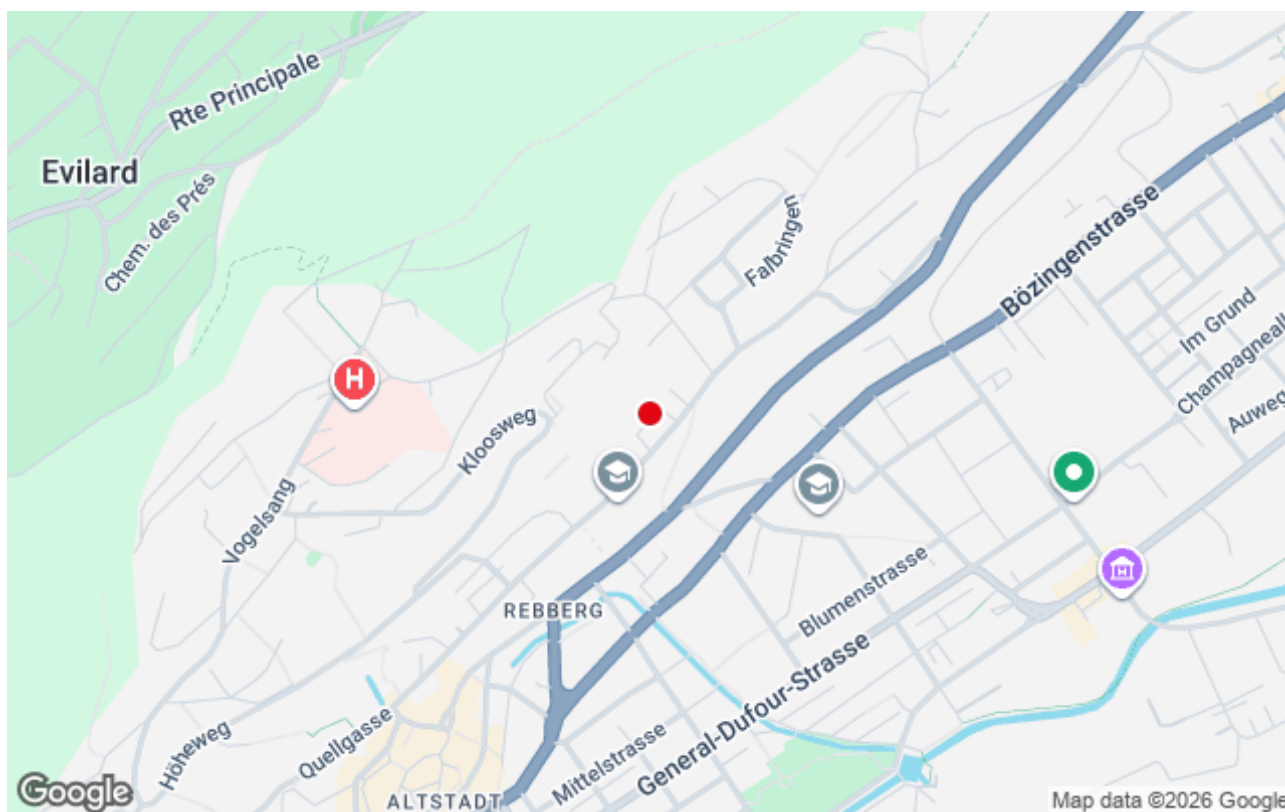 Rte Principale
Evilard
Chem. des Prés
Falbringen
Bözingenstrasse
Im Grund
Champagneall
Auweg
H
Kloosweg
Vogelsang
REBBERG
Blumenstrasse
General-Dufour-Strasse
Höheweg
Quellgasse
Mittelstrasse
ALTSTADT
Google
Map data ©2026 Google